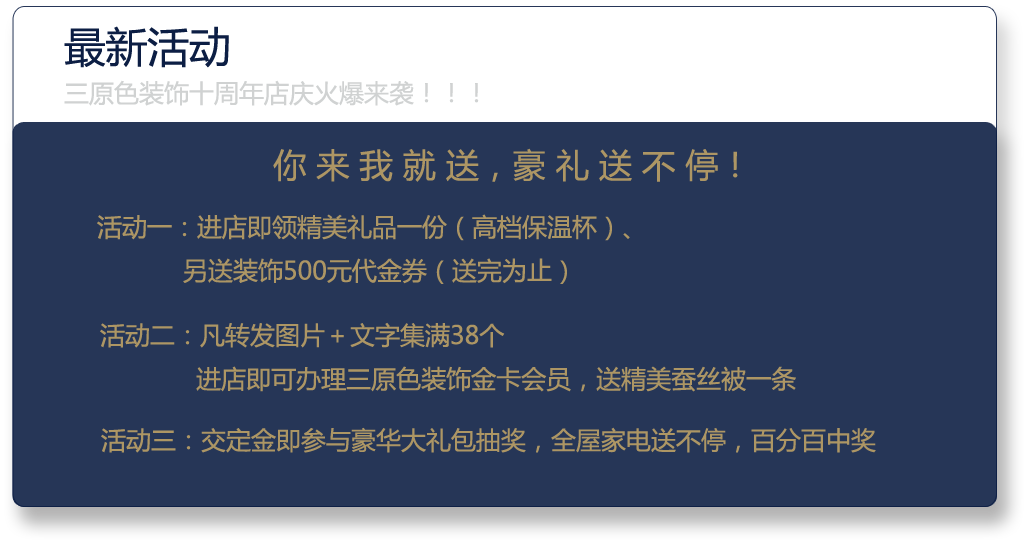 最新活动
三原色装饰十周年店庆火爆来袭！！！
你来我就送，豪礼送不停！
活动一：进店即领精美礼品一份（高档保温杯）、
另送装饰500元代金券（送完为止）
活动二：凡转发图片＋文字集满38个
进店即可办理三原色装饰金卡会员，送精美蚕丝被一条
活动三：交定金即参与豪华大礼包抽奖，全屋家电送不停，百分百中奖